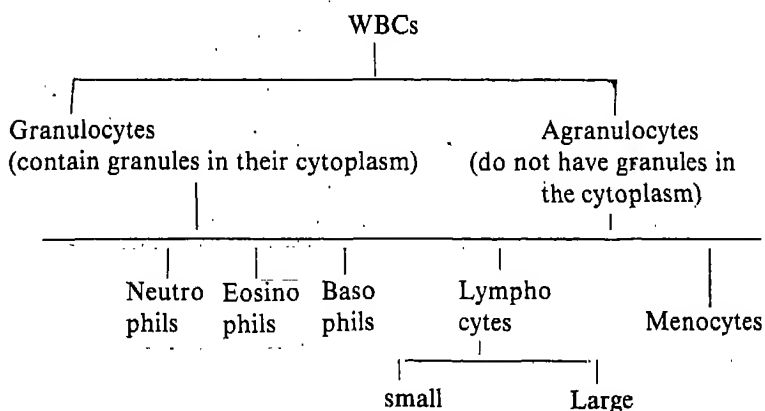 WBCs
Granulocytes
(contain granules in their cytoplasm)
Agranulocytes
(do not have granules in
the cytoplasm)
Neutro
phils
Eosino
phils
Baso
phils
Lympho
cytes
Menocytes
small
Large